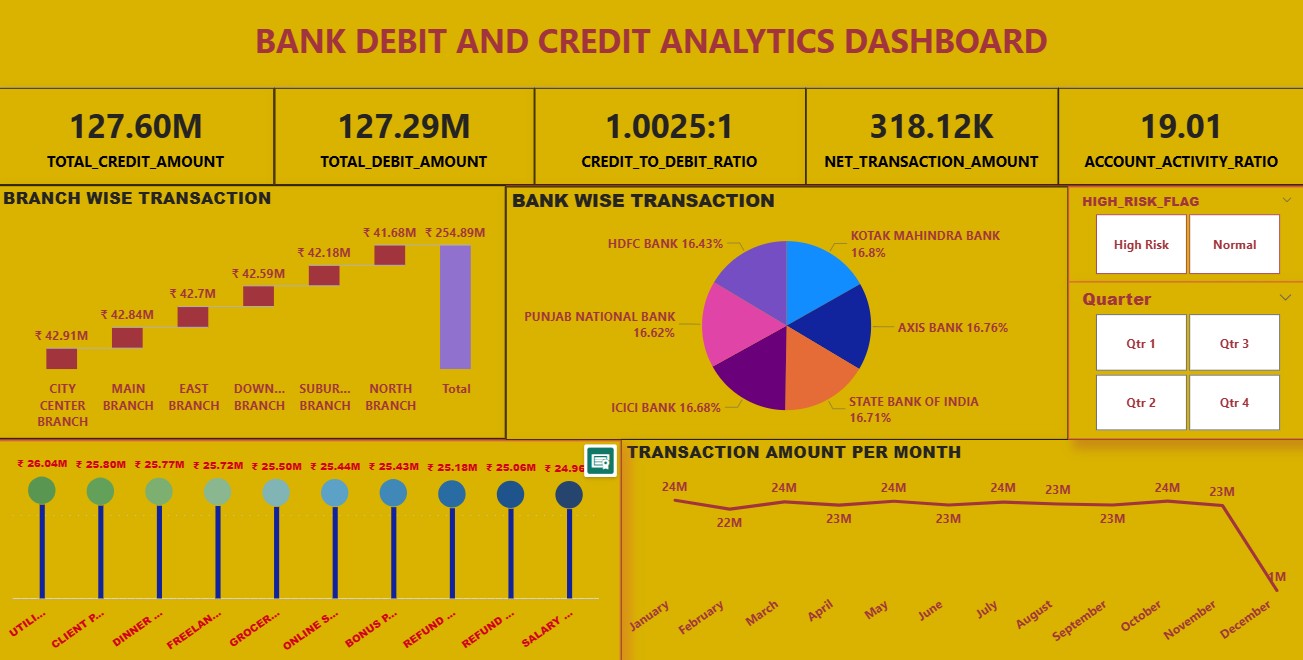 BANK DEBIT AND CREDIT ANALYTICS DASHBOARD
127.60M
TOTAL_CREDIT_AMOUNT
127.29M
TOTAL_DEBIT_AMOUNT
1.0025:1
CREDIT_TO_DEBIT_RATIO
318.12K
NET_TRANSACTION_AMOUNT
19.01
ACCOUNT_ACTIVITY_RATIO
BRANCH WISE TRANSACTION
₹ 42.91M
₹ 42.84M
₹ 42.7M
₹ 42.59M
₹ 42.18M
₹ 41.68M
₹ 254.89M
CITY
CENTER
BRANCH
MAIN
BRANCH
EAST
BRANCH
DOWN...
BRANCH
SUBUR...
BRANCH
NORTH
BRANCH
Total
BANK WISE TRANSACTION
HDFC BANK 16.43%
KOTAK MAHINDRA BANK
16.8%
PUNJAB NATIONAL BANK
16.62%
AXIS BANK 16.76%
ICICI BANK 16.68%
STATE BANK OF INDIA
16.71%
HIGH_RISK_FLAG
High Risk
Normal
Quarter
Qtr 1
Qtr 3
Qtr 2
Qtr 4
₹ 26.04M
₹ 25.80M
₹ 25.77M
₹ 25.72M
₹ 25.50M
₹ 25.44M
₹ 25.43M
₹ 25.18M
₹ 25.06M
₹ 24.96
UTILI...
CLIENT P...
DINNER ...
FREELAN...
GROCER...
ONLINE S...
BONUS P...
REFUND ...
REFUND ...
SALARY ...
TRANSACTION AMOUNT PER MONTH
24M
22M
24M
23M
24M
23M
24M
23M
23M
24M
23M
1M
January
February
March
April
May
June
July
August
September
October
November
December